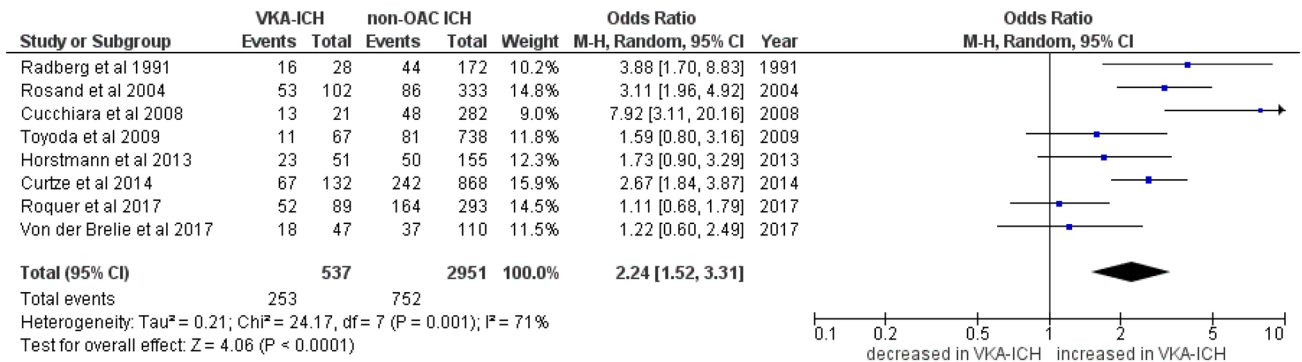 VKA-ICH non-OAC ICH Odds Ratio Odds Ratio
Study or Subgroup Events Total Events Total Weight M-H, Random, 95% CI Year M-H, Random, 95% CI
Radberg et al 1991 16 28 44 172 10.2% 3.88 [1.70, 8.83] 1991
Rosand et al 2004 53 102 86 333 14.8% 3.11 [1.96, 4.92] 2004
Cucchiara et al 2008 13 21 48 282 9.0% 7.92 [3.11, 20.16] 2008
Toyoda et al 2009 11 67 81 738 11.8% 1.59 [0.80, 3.16] 2009
Horstmann et al 2013 23 51 50 155 12.3% 1.73 [0.90, 3.29] 2013
Curtze et al 2014 67 132 242 868 15.9% 2.67 [1.84, 3.87] 2014
Roquer et al 2017 52 89 164 293 14.5% 1.11 [0.68, 1.79] 2017
Von der Brelie et al 2017 18 47 37 110 11.5% 1.22 [0.60, 2.49] 2017
Total (95% CI) 537 2951 100.0% 2.24 [1.52, 3.31]
Total events 253 752
Heterogeneity: Tau² = 0.21; Chi² = 24.17, df = 7 (P = 0.001); I² = 71%
Test for overall effect: Z = 4.06 (P < 0.0001)
0.1 0.2 0.5 1 2 5 10
decreased in VKA-ICH increased in VKA-ICH